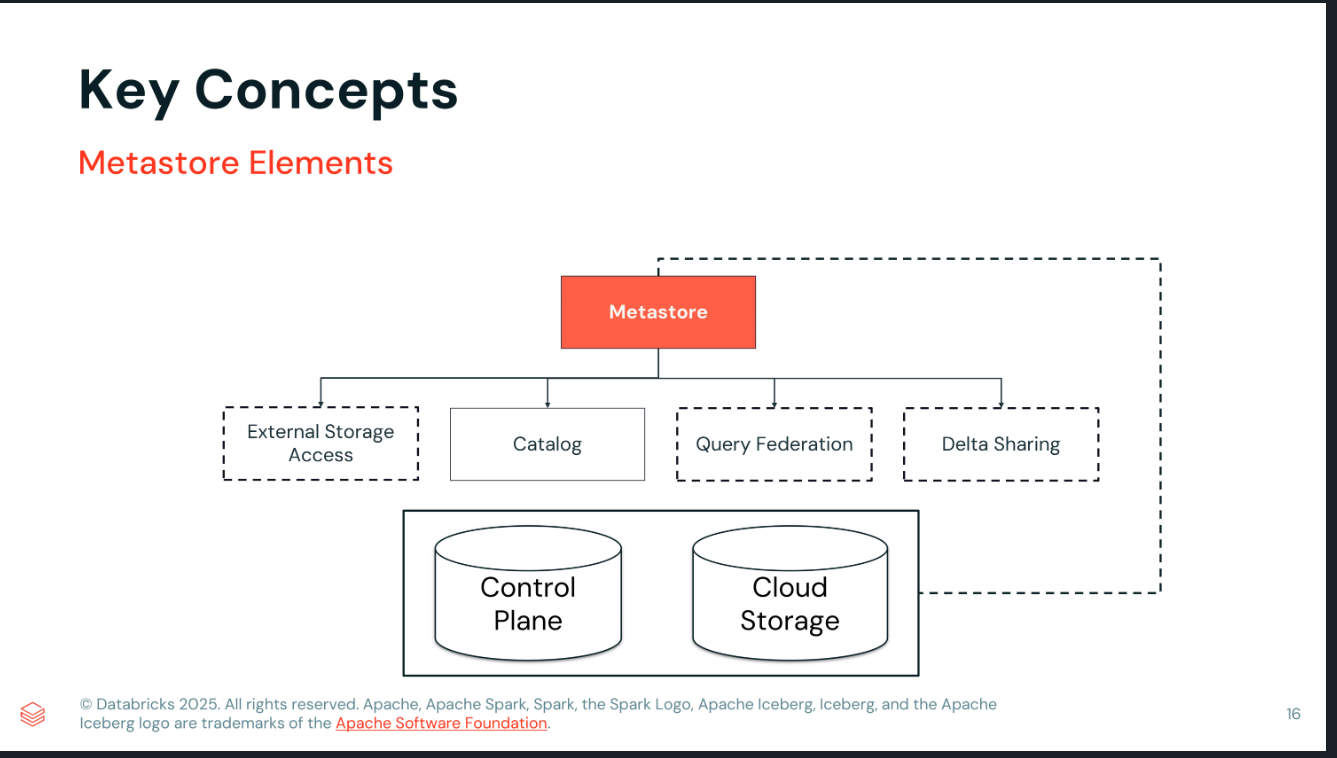 Key Concepts
Metastore Elements
Metastore
External Storage
Access
Catalog
Query Federation
Delta Sharing
Control
Plane
Cloud
Storage
© Databricks 2025. All rights reserved. Apache, Apache Spark, Spark, the Spark Logo, Apache Iceberg, Iceberg, and the Apache
Iceberg logo are trademarks of the Apache Software Foundation.
16